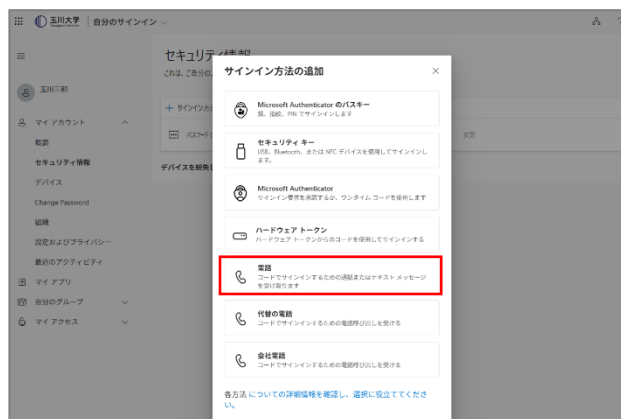 玉川大学 自分のサインイン
セキュリティ情報
これは、ご自分の
玉川三郎
マイ アカウント
概要
セキュリティ情報
デバイス
Change Password
組織
設定およびプライバシー
最近のアクティビティ
マイ アプリ
自分のグループ
マイ アクセス
+ サインイン方
パスワード
変更
デバイスを紛失
サインイン方法の追加
Microsoft Authenticator のパスキー
顔、指紋、PIN でサインインします
セキュリティ キー
USB、Bluetooth、または NFC デバイスを使用してサインインし
ます。
Microsoft Authenticator
サインイン要求を承認するか、ワンタイム コードを使用します
ハードウェア トークン
ハードウェア トークンからのコードを使用してサインインする
電話
コードでサインインするための通話またはテキスト メッセージ
を受け取ります
代替の電話
コードでサインインするための電話呼び出しを受ける
会社電話
コードでサインインするための電話呼び出しを受ける
各方法 についての詳細情報を確認し、選択に役立ててくださ
い。